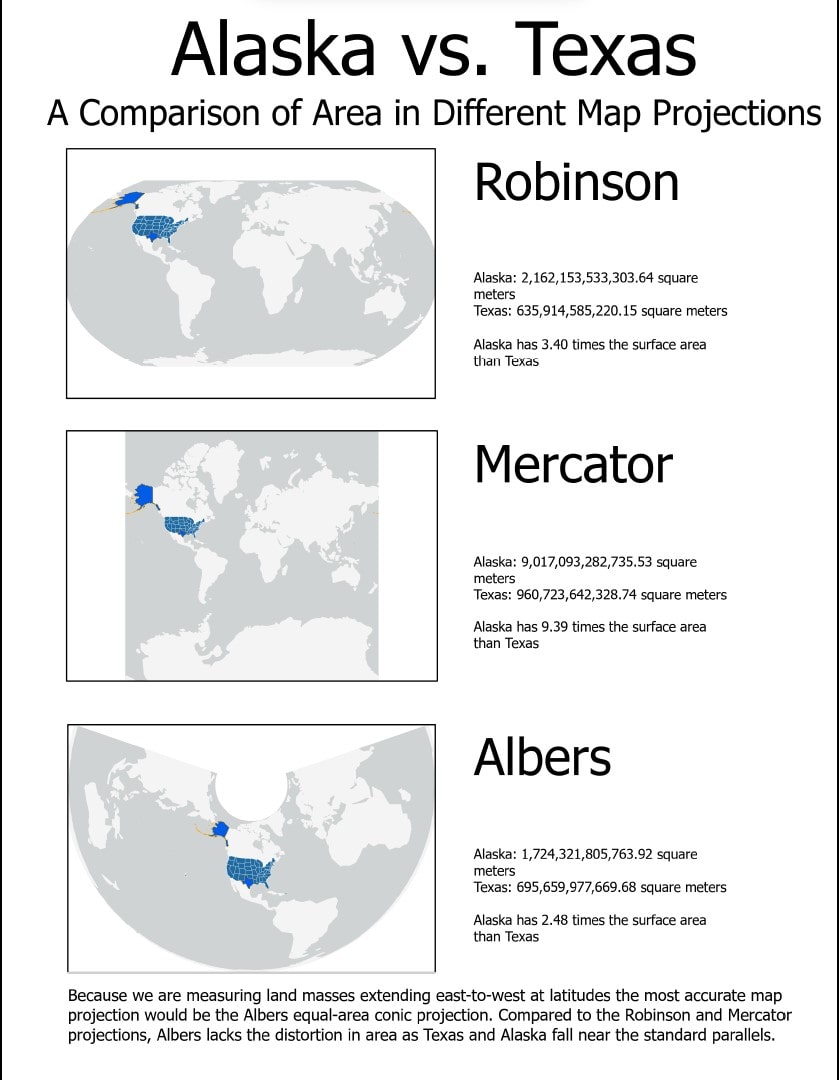 Alaska vs. Texas
A Comparison of Area in Different Map Projections
Robinson
Alaska: 2,162,153,533,303.64 square
meters
Texas: 635,914,585,220.15 square meters
Alaska has 3.40 times the surface area
than Texas
Mercator
Alaska: 9,017,093,282,735.53 square
meters
Texas: 960,723,642,328.74 square meters
Alaska has 9.39 times the surface area
than Texas
Albers
Alaska: 1,724,321,805,763.92 square
meters
Texas: 695,659,977,669.68 square meters
Alaska has 2.48 times the surface area
than Texas
Because we are measuring land masses extending east-to-west at latitudes the most accurate map
projection would be the Albers equal-area conic projection. Compared to the Robinson and Mercator
projections, Albers lacks the distortion in area as Texas and Alaska fall near the standard parallels.